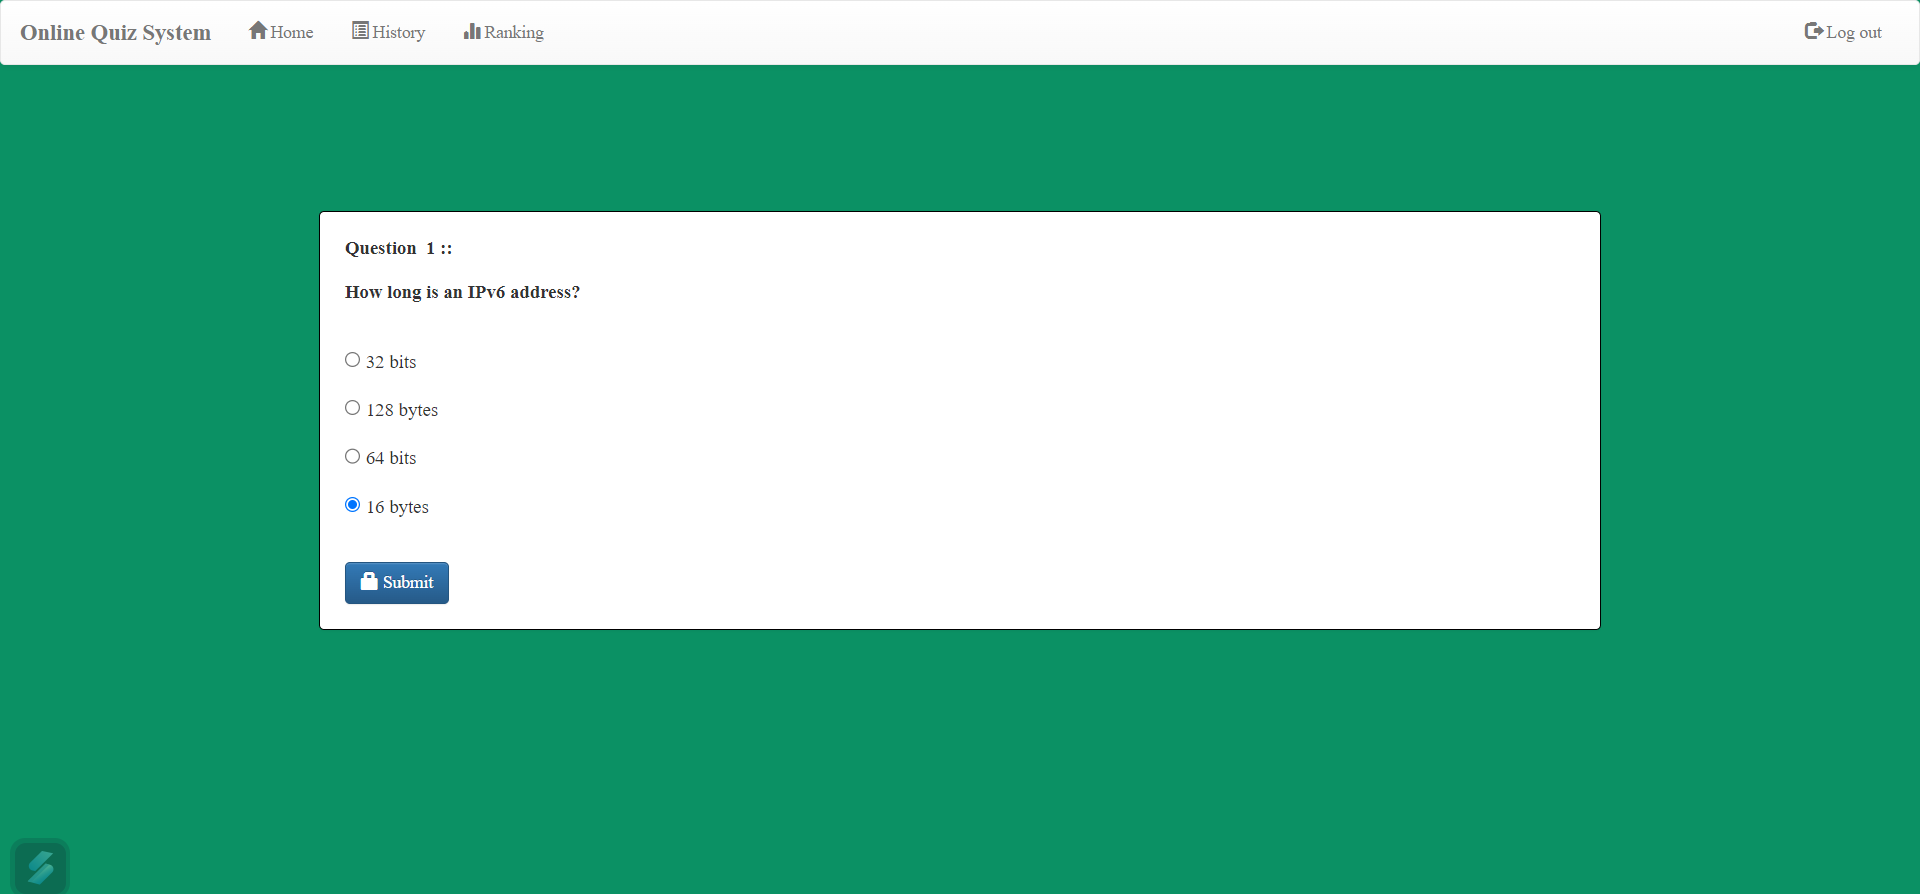 Online Quiz System Home History Ranking Log out
Question 1 ::
How long is an IPv6 address?
32 bits
128 bytes
64 bits
16 bytes
Submit